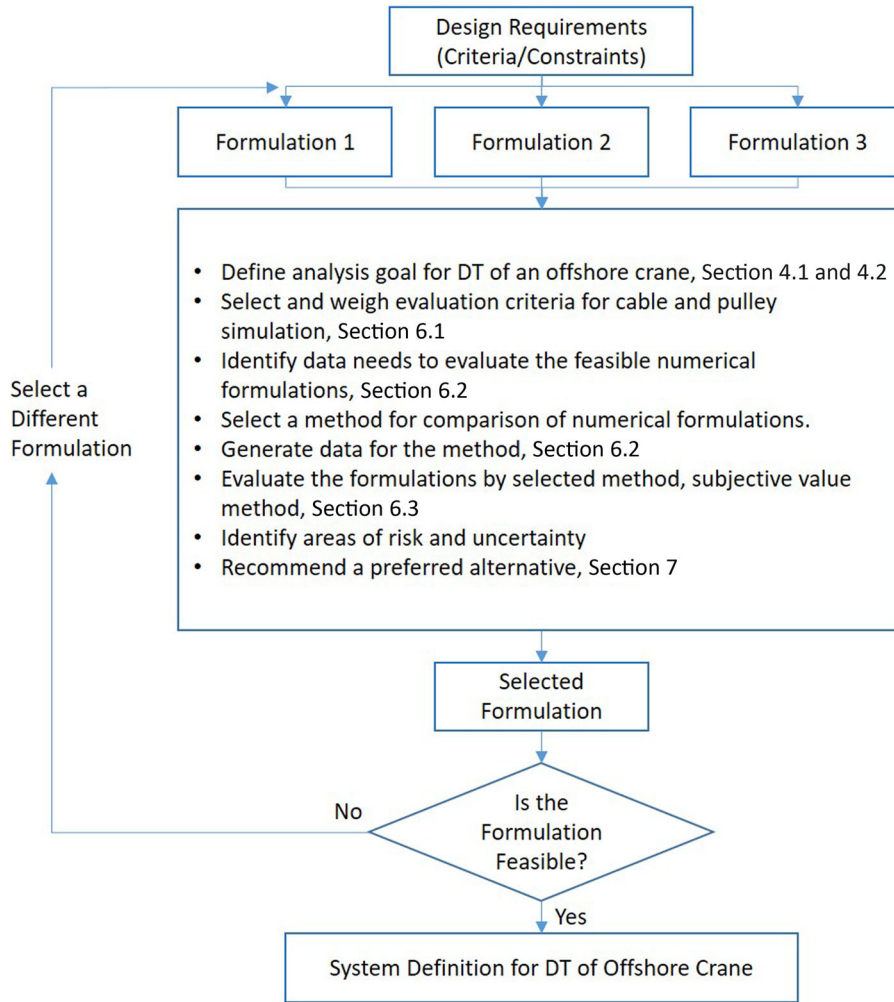 Design Requirements
(Criteria/Constraints)
Formulation 1
Formulation 2
Formulation 3
• Define analysis goal for DT of an offshore crane, Section 4.1 and 4.2
• Select and weigh evaluation criteria for cable and pulley
simulation, Section 6.1
• Identify data needs to evaluate the feasible numerical
formulations, Section 6.2
• Select a method for comparison of numerical formulations.
• Generate data for the method, Section 6.2
• Evaluate the formulations by selected method, subjective value
method, Section 6.3
• Identify areas of risk and uncertainty
• Recommend a preferred alternative, Section 7
Select a
Different
Formulation
Selected
Formulation
No
Is the
Formulation
Feasible?
Yes
System Definition for DT of Offshore Crane